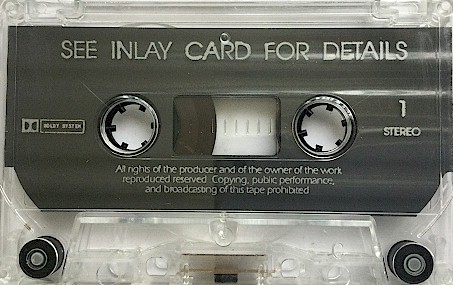 SEE INLAY CARD FOR DETAILS
1
DOLBY SYSTEM
STEREO
All rights of the producer and of the owner of the work
reproduced reserved. Copying, public performance,
and broadcasting of this tape prohibited